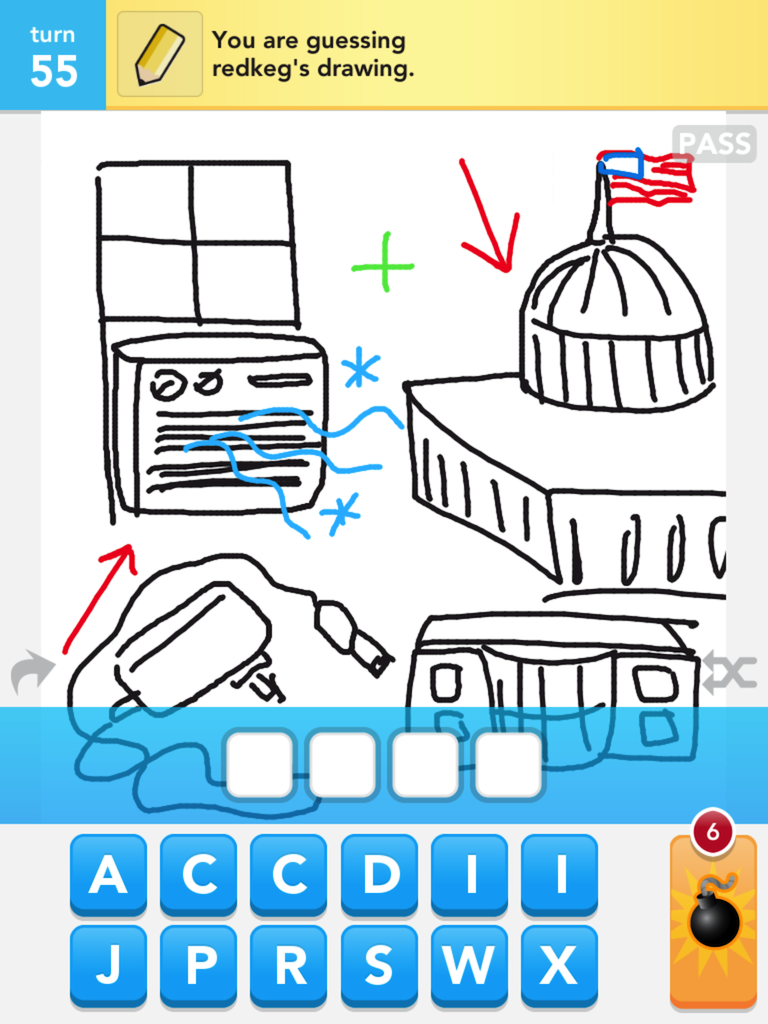 turn
55
You are guessing
redkeg's drawing.
PASS
6
A C C D I I
J P R S W X